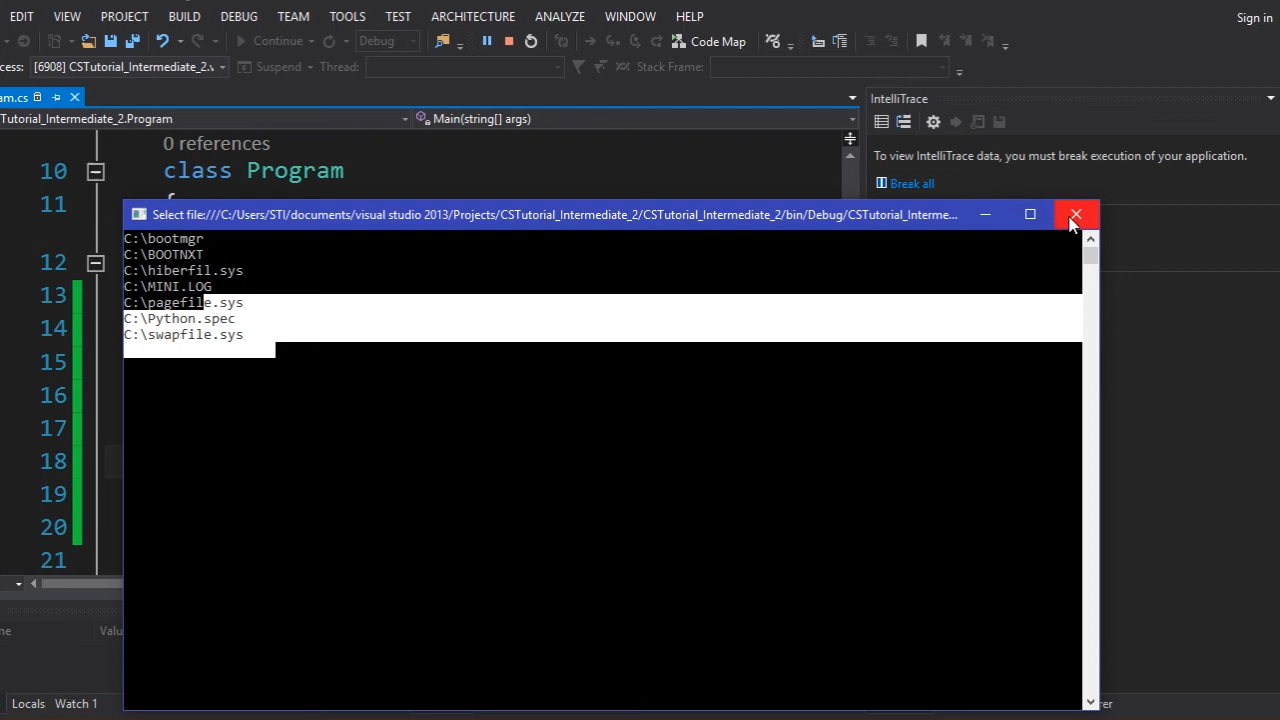 EDIT VIEW PROJECT BUILD DEBUG TEAM TOOLS TEST ARCHITECTURE ANALYZE WINDOW HELP
Sign in
Continue Debug Code Map
cess: [6908] CSTutorial_Intermediate_2.v Suspend Thread: Stack Frame:
am.cs
IntelliTrace
Tutorial_Intermediate_2.Program Main(string[] args)
0 references
To view IntelliTrace data, you must break execution of your application.
10 class Program
Break all
11 {
Select file:///C:/Users/STI/documents/visual studio 2013/Projects/CSTutorial_Intermediate_2/CSTutorial_Intermediate_2/bin/Debug/CSTutorial_Interme...
C:\bootmgr
C:\BOOTNXT
C:\hiberfil.sys
C:\MINI.LOG
C:\pagefile.sys
C:\Python.spec
C:\swapfile.sys
12
13
14
15
16
17
18
19
20
21
me Valu
Locals Watch 1
rer